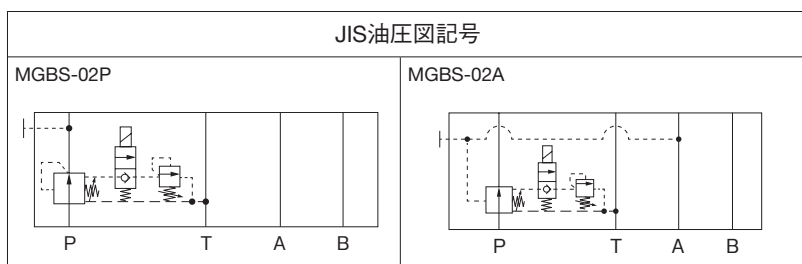 JIS油圧図記号
MGBS-02P
MGBS-02A
P T A B
P T A B